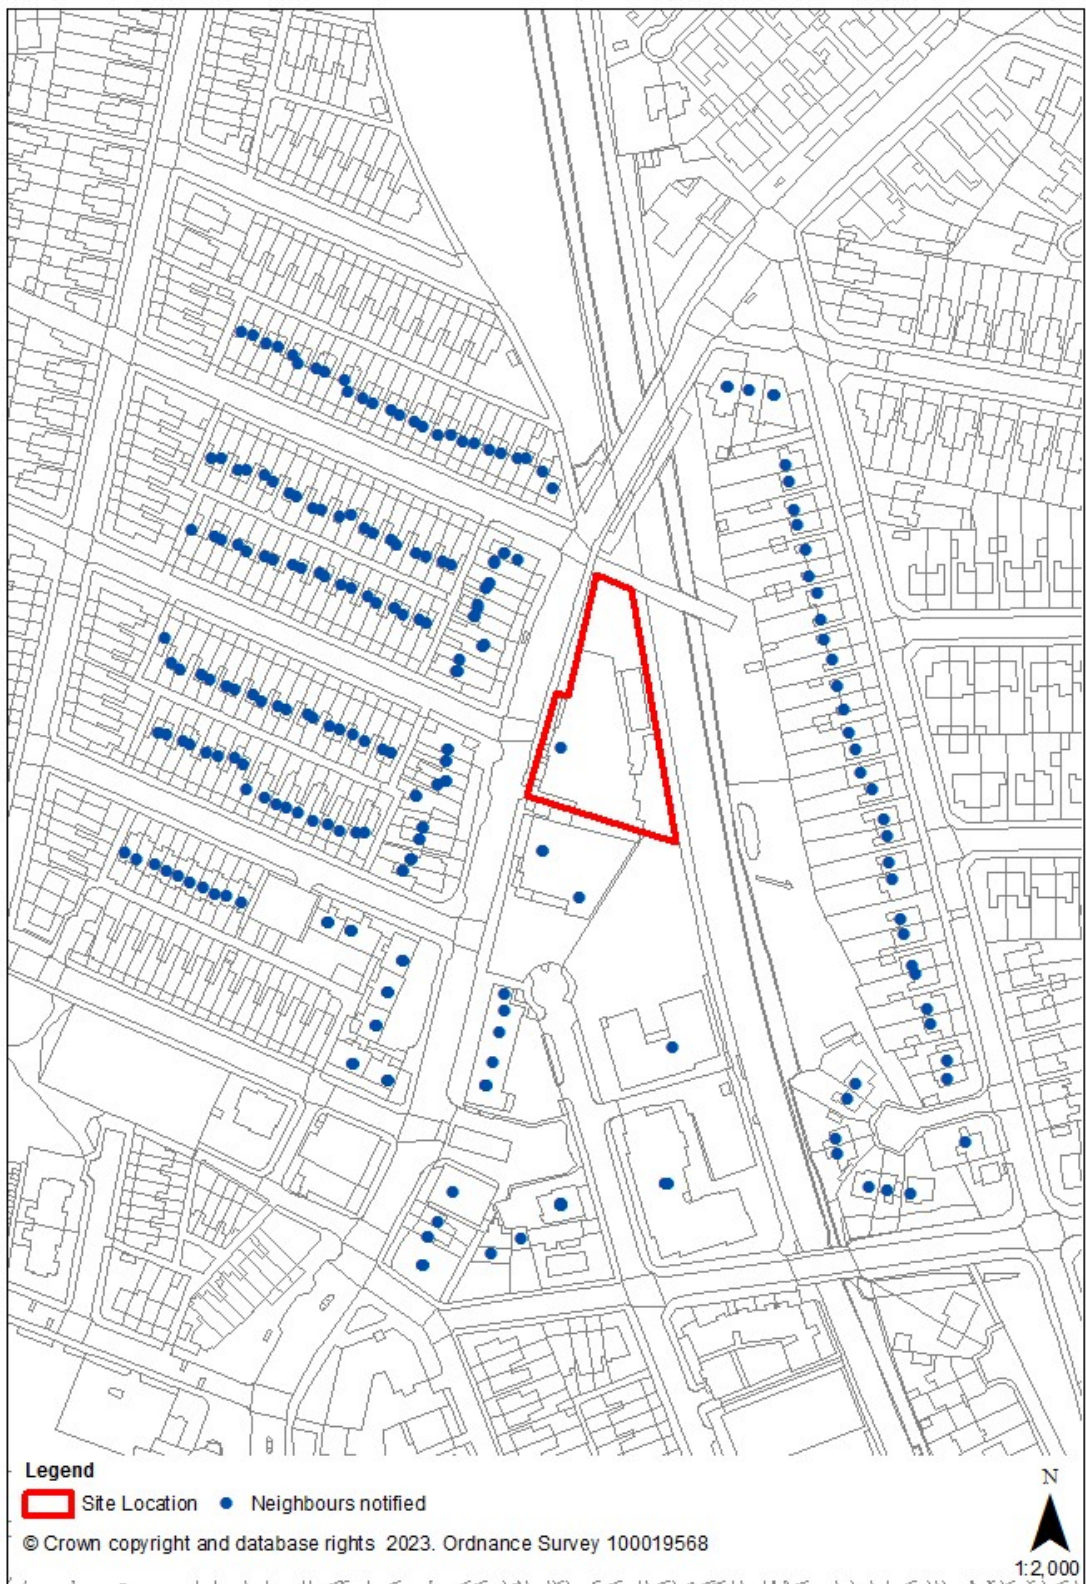 Legend
Site Location Neighbours notified
N
© Crown copyright and database rights 2023. Ordnance Survey 100019568
1:2,000